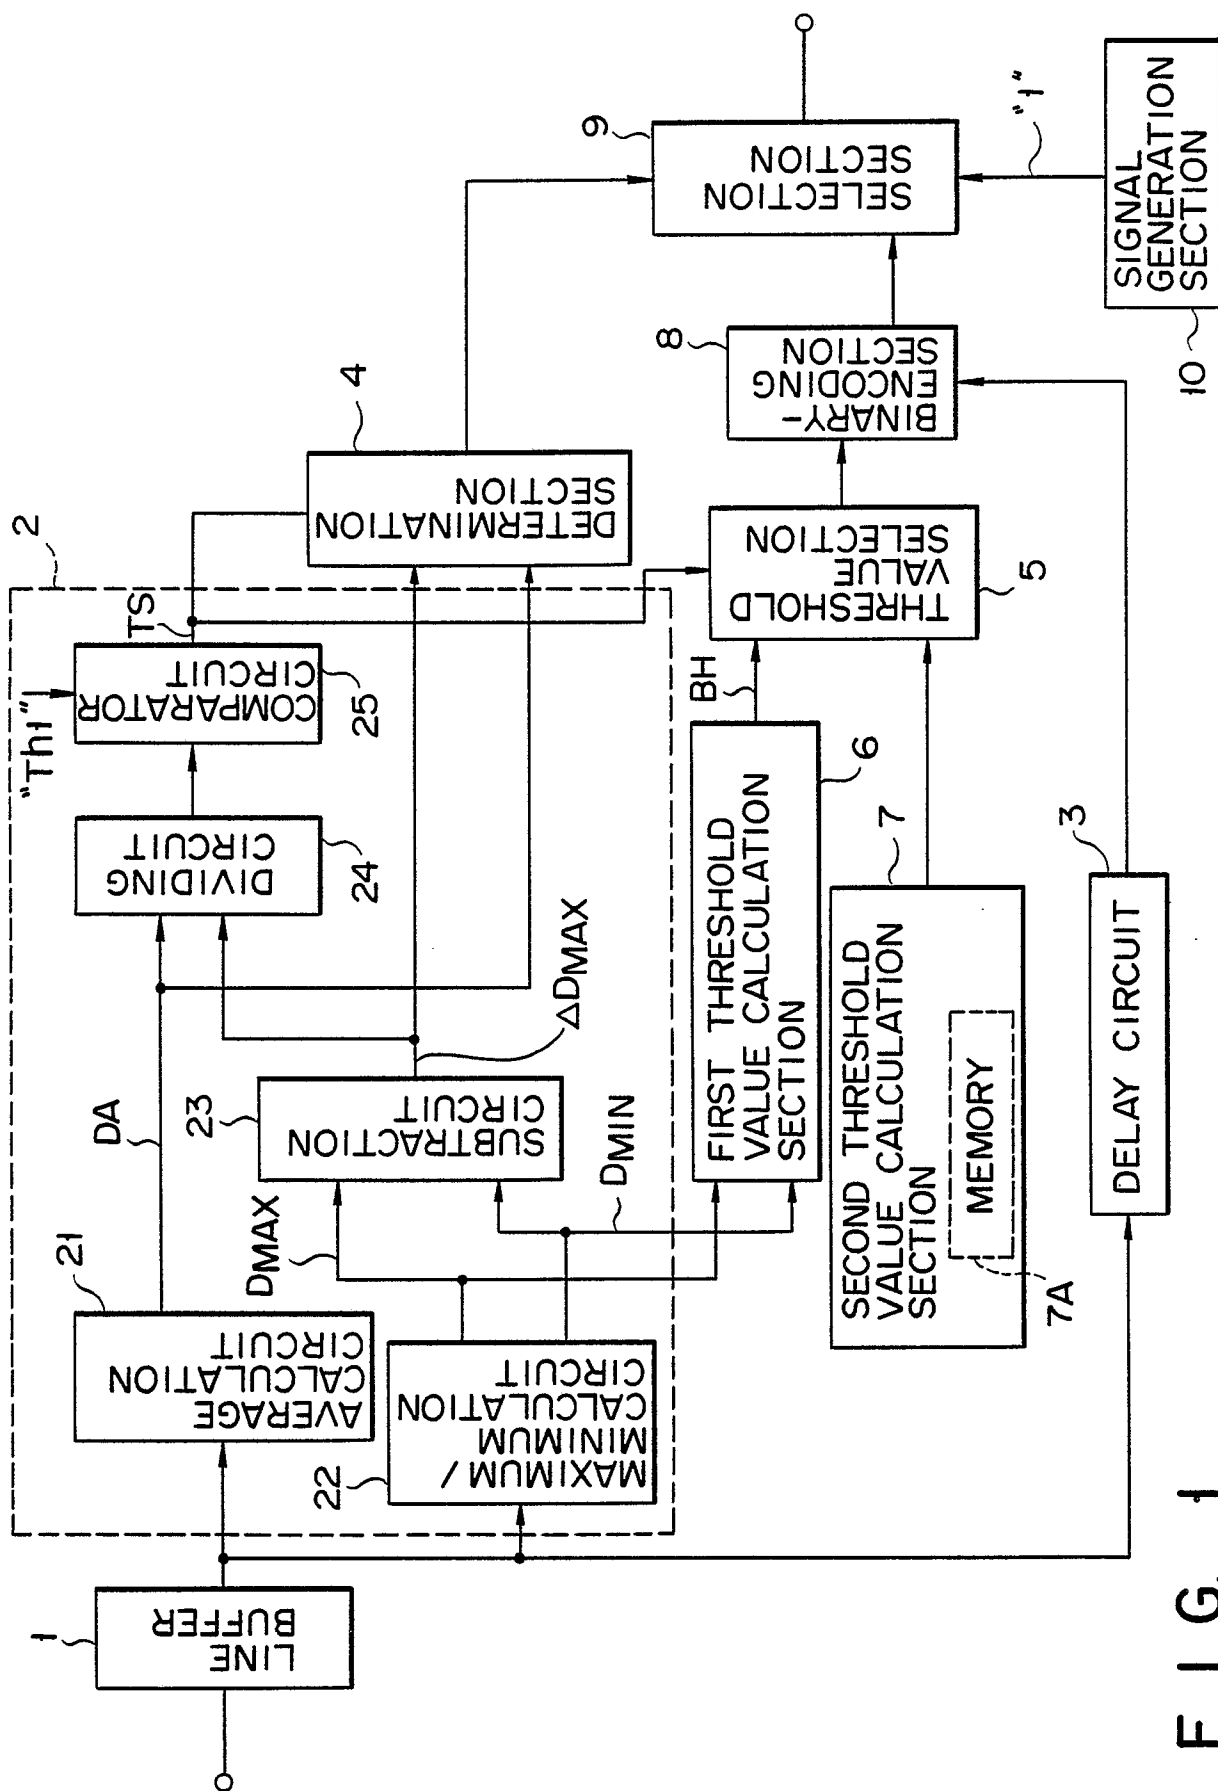 1
LINE
BUFFER
2
21
AVERAGE
CALCULATION
CIRCUIT
22
MAXIMUM/
MINIMUM
CALCULATION
CIRCUIT
DA
DMAX
DMIN
23
SUBTRACTION
CIRCUIT
ΔDMAX
DIVIDING
CIRCUIT
24
"Th1"
COMPARATOR
CIRCUIT
25
TS
4
DETERMINATION
SECTION
FIRST THRESHOLD
VALUE CALCULATION
SECTION
6
BH
SECOND THRESHOLD
VALUE CALCULATION
SECTION
7
MEMORY
7A
THRESHOLD
VALUE
SELECTION
5
8
BINARY-
ENCODING
SECTION
9
SELECTION
SECTION
"1"
SIGNAL
GENERATION
SECTION
10
DELAY CIRCUIT
3
FIG. 1